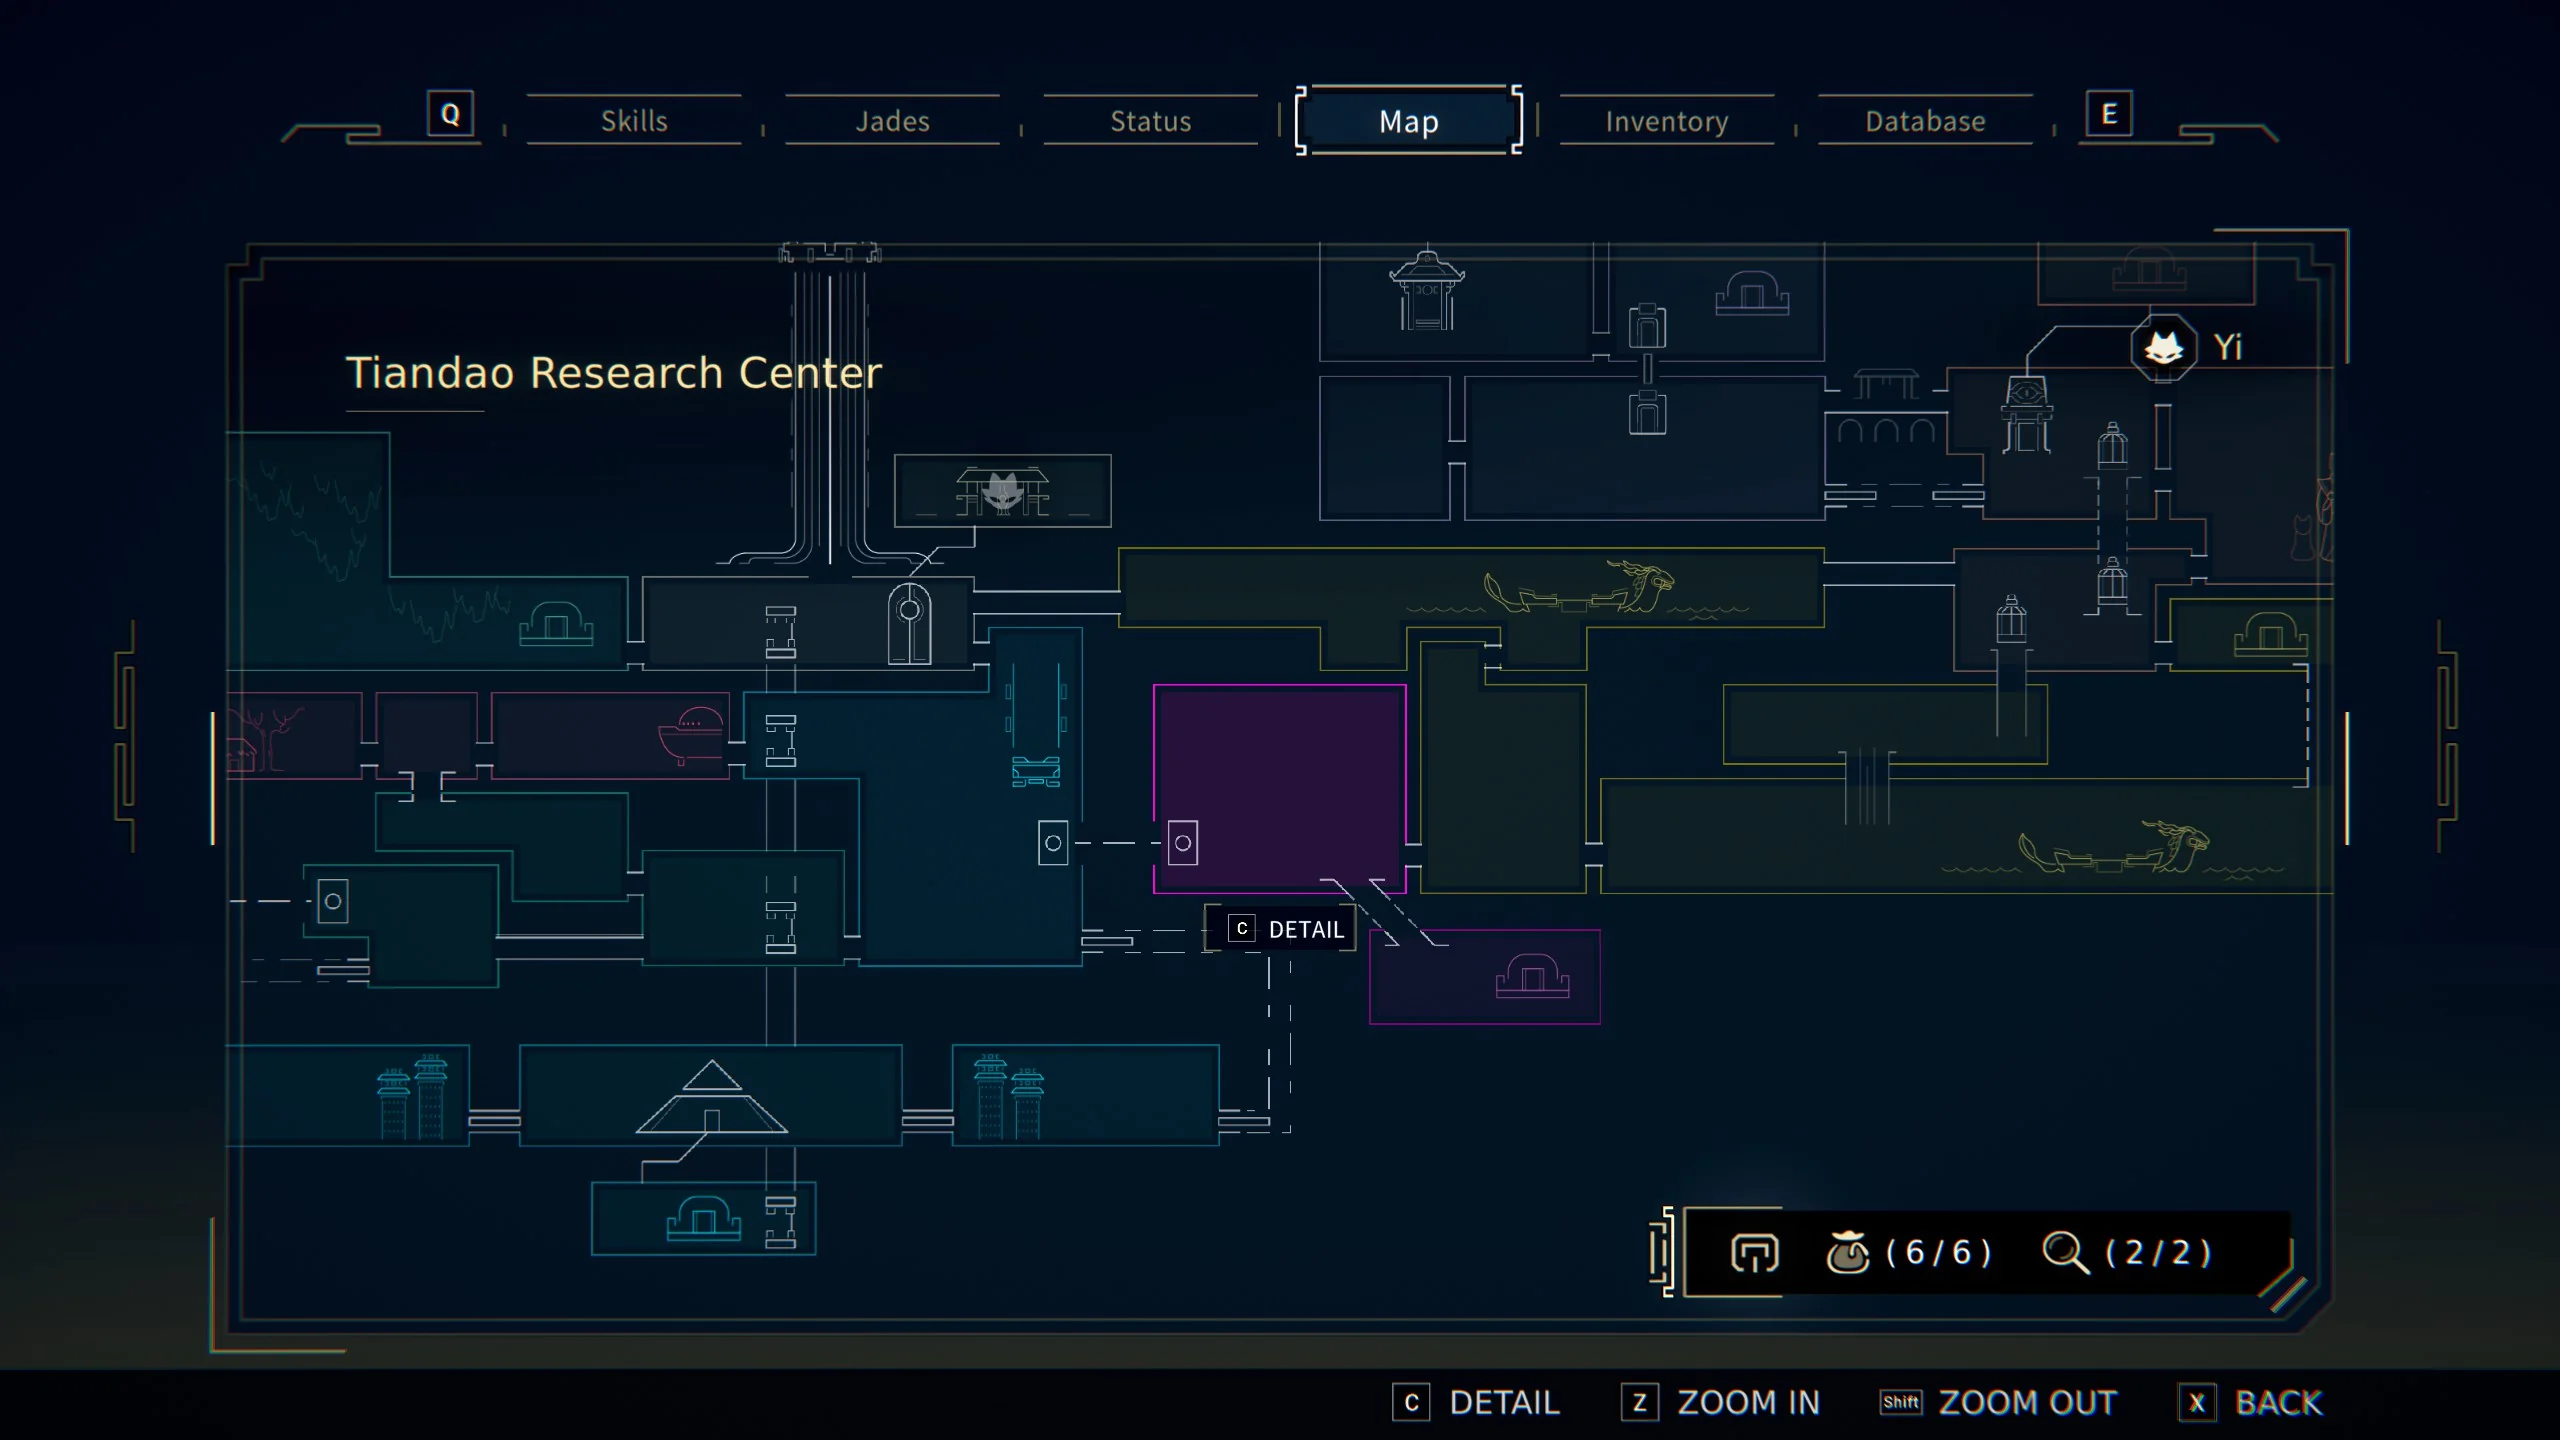 Q Skills Jades Status Map Inventory Database E
Yi
Tiandao Research Center
C DETAIL
(6/6) (2/2)
C DETAIL Z ZOOM IN Shift ZOOM OUT X BACK